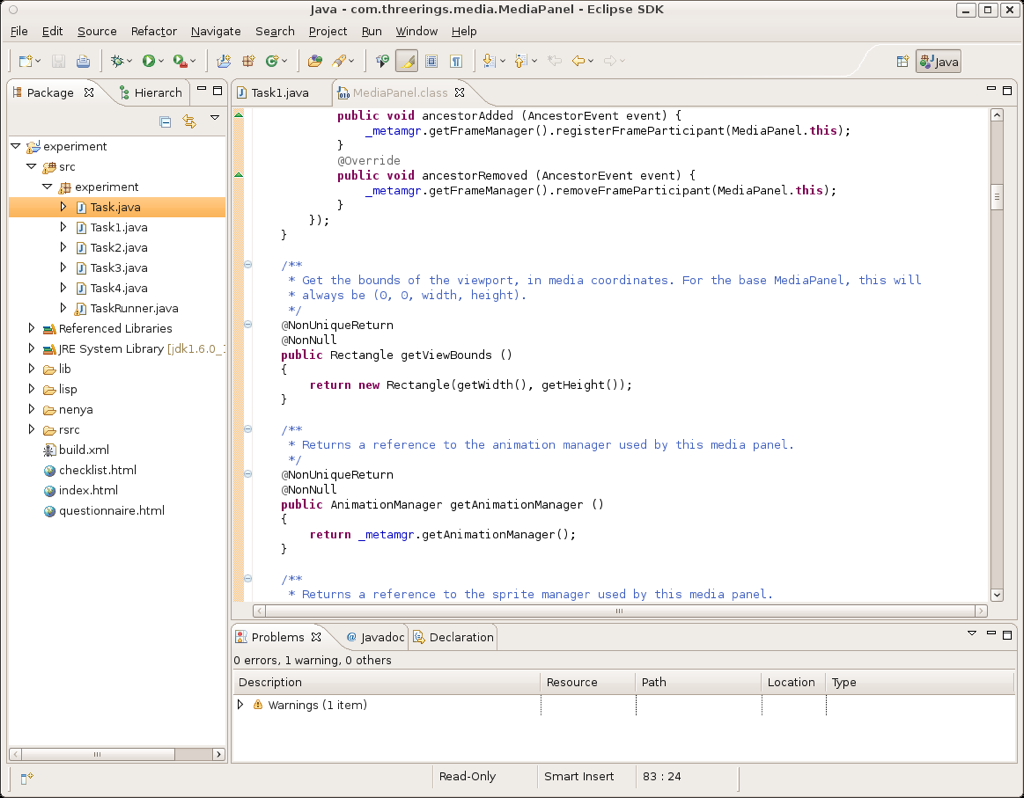 Java - com.threerings.media.MediaPanel - Eclipse SDK
File Edit Source Refactor Navigate Search Project Run Window Help
Java
Package Hierarchy
experiment
src
experiment
Task.java
Task1.java
Task2.java
Task3.java
Task4.java
TaskRunner.java
Referenced Libraries
JRE System Library [jdk1.6.0_
lib
lisp
nenya
rsrc
build.xml
checklist.html
index.html
questionnaire.html
Task1.java MediaPanel.class
public void ancestorAdded (AncestorEvent event) {
_metamgr.getFrameManager().registerFrameParticipant(MediaPanel.this);
}
@Override
public void ancestorRemoved (AncestorEvent event) {
_metamgr.getFrameManager().removeFrameParticipant(MediaPanel.this);
}
});
}
/**
* Get the bounds of the viewport, in media coordinates. For the base MediaPanel, this will
* always be (0, 0, width, height).
*/
@NonUniqueReturn
@NonNull
public Rectangle getViewBounds ()
{
return new Rectangle(getWidth(), getHeight());
}
/**
* Returns a reference to the animation manager used by this media panel.
*/
@NonUniqueReturn
@NonNull
public AnimationManager getAnimationManager ()
{
return _metamgr.getAnimationManager();
}
/**
* Returns a reference to the sprite manager used by this media panel.
Problems @ Javadoc Declaration
0 errors, 1 warning, 0 others
Description Resource Path Location Type
Warnings (1 item)
Read-Only Smart Insert 83 : 24